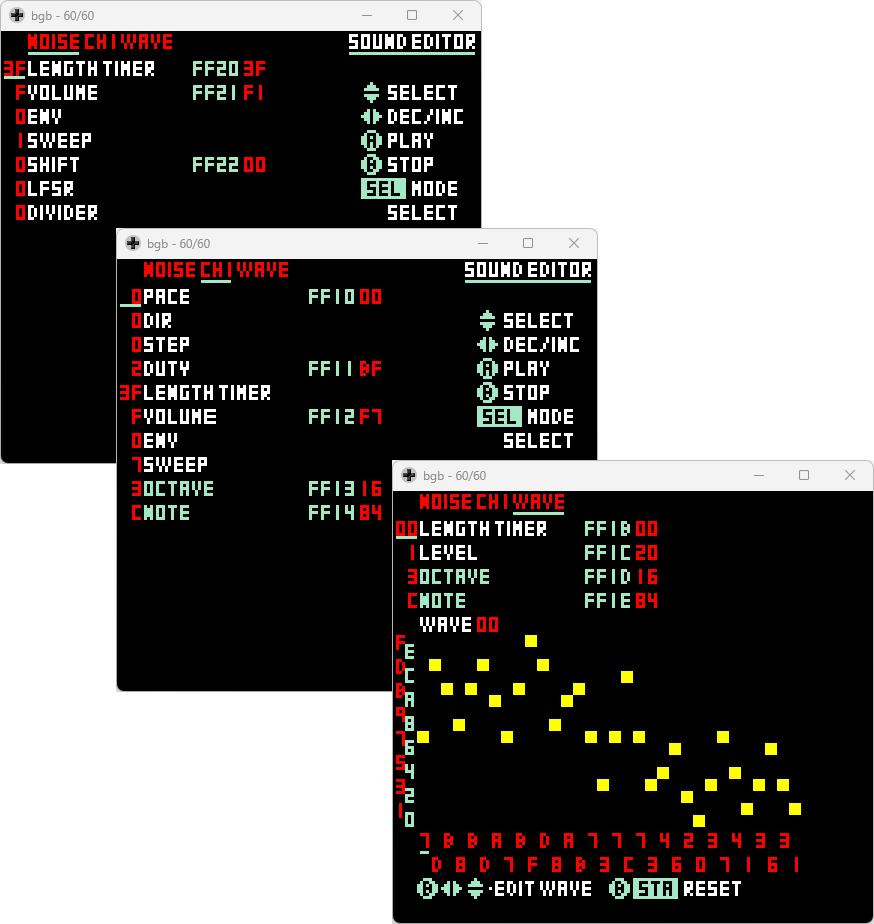 bgb - 60/60
NOISE CH1 WAVE SOUND EDITOR
3F LENGTH TIMER FF20 3F
F VOLUME FF21 F1 SELECT
0 ENV DEC/INC
1 SWEEP A PLAY
0 SHIFT FF22 00 B STOP
0 LFSR SEL MODE
0 DIVIDER SELECT
bgb - 60/60
NOISE CH1 WAVE SOUND EDITOR
0 PACE FF10 00
0 DIR SELECT
0 STEP DEC/INC
2 DUTY FF11 BF A PLAY
3F LENGTH TIMER B STOP
F VOLUME FF12 F7 SEL MODE
0 ENV SELECT
7 SWEEP
3 OCTAVE FF13 16
C NOTE FF14 84
bgb - 60/60
NOISE CH1 WAVE
00 LENGTH TIMER FF1B 00
1 LEVEL FF1C 20
3 OCTAVE FF1D 16
C NOTE FF1E 84
WAVE 00
F
E
D
C
B
A
9
8
7
6
5
4
3
2
1
0
7 B B A B D A 7 7 7 4 2 3 4 3 3
D 8 D 7 F 8 B 3 C 3 6 0 7 1 6 1
B -EDIT WAVE B STA RESET